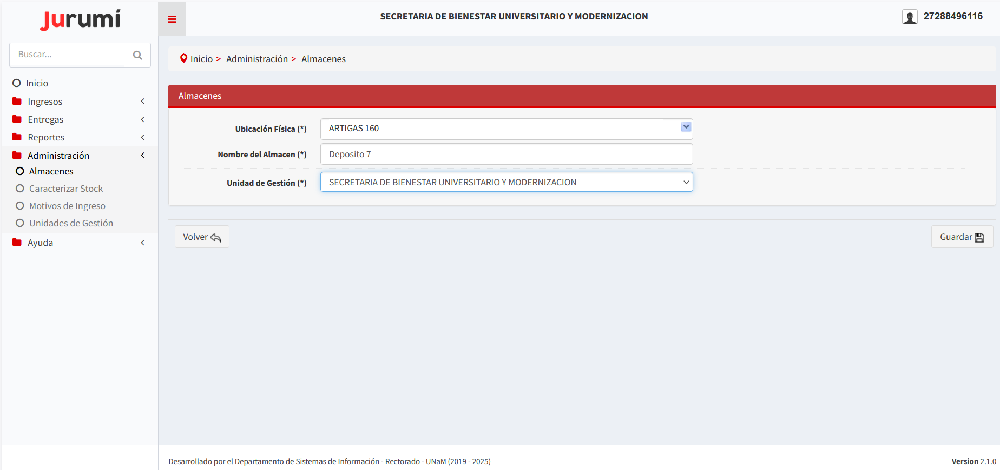 Jurumí
SECRETARIA DE BIENESTAR UNIVERSITARIO Y MODERNIZACION
27288496116
Buscar...
Inicio
Ingresos
Entregas
Reportes
Administración
Almacenes
Caracterizar Stock
Motivos de Ingreso
Unidades de Gestión
Ayuda
Inicio > Administración > Almacenes
Almacenes
Ubicación Física (*) ARTIGAS 160
Nombre del Almacen (*) Deposito 7
Unidad de Gestión (*) SECRETARIA DE BIENESTAR UNIVERSITARIO Y MODERNIZACION
Volver
Guardar
Desarrollado por el Departamento de Sistemas de Información - Rectorado - UNaM (2019 - 2025)
Version 2.1.0